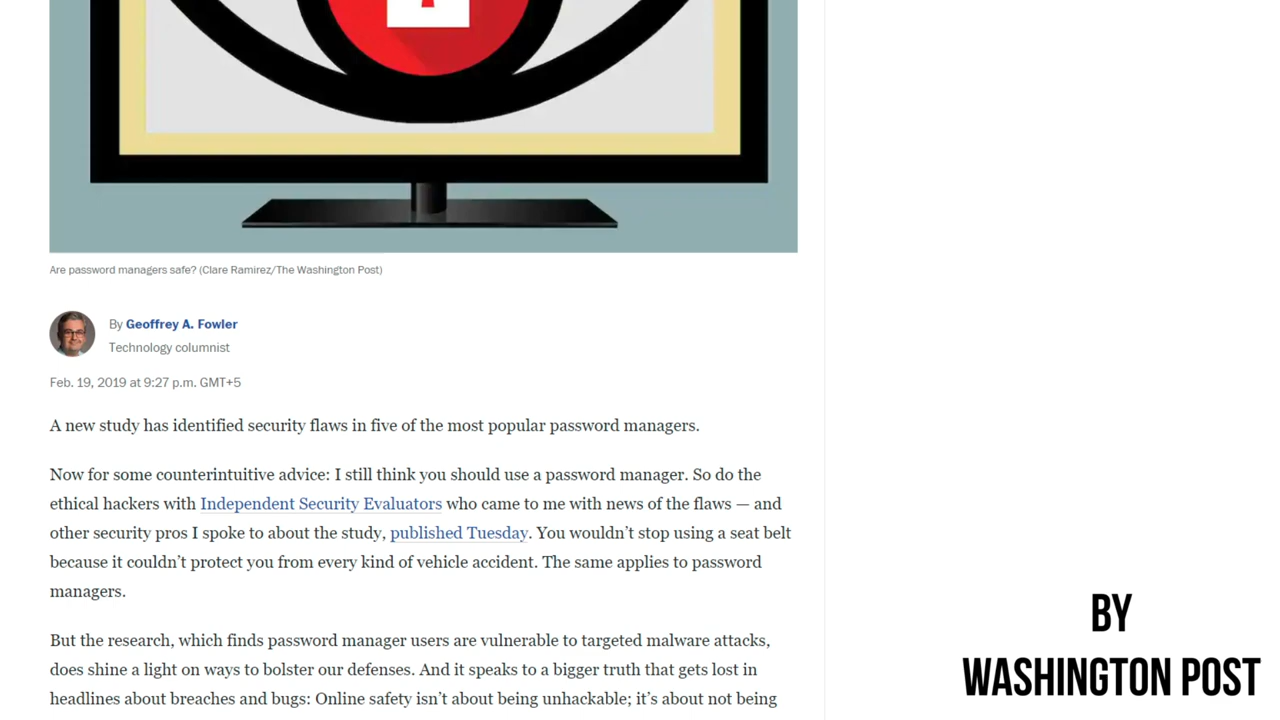 Are password managers safe? (Clare Ramirez/The Washington Post)
By Geoffrey A. Fowler
Technology columnist
Feb. 19, 2019 at 9:27 p.m. GMT+5
A new study has identified security flaws in five of the most popular password managers.
Now for some counterintuitive advice: I still think you should use a password manager. So do the
ethical hackers with Independent Security Evaluators who came to me with news of the flaws — and
other security pros I spoke to about the study, published Tuesday. You wouldn’t stop using a seat belt
because it couldn’t protect you from every kind of vehicle accident. The same applies to password
managers.
But the research, which finds password manager users are vulnerable to targeted malware attacks,
does shine a light on ways to bolster our defenses. And it speaks to a bigger truth that gets lost in
headlines about breaches and bugs: Online safety isn’t about being unhackable; it’s about not being
BY
WASHINGTON POST